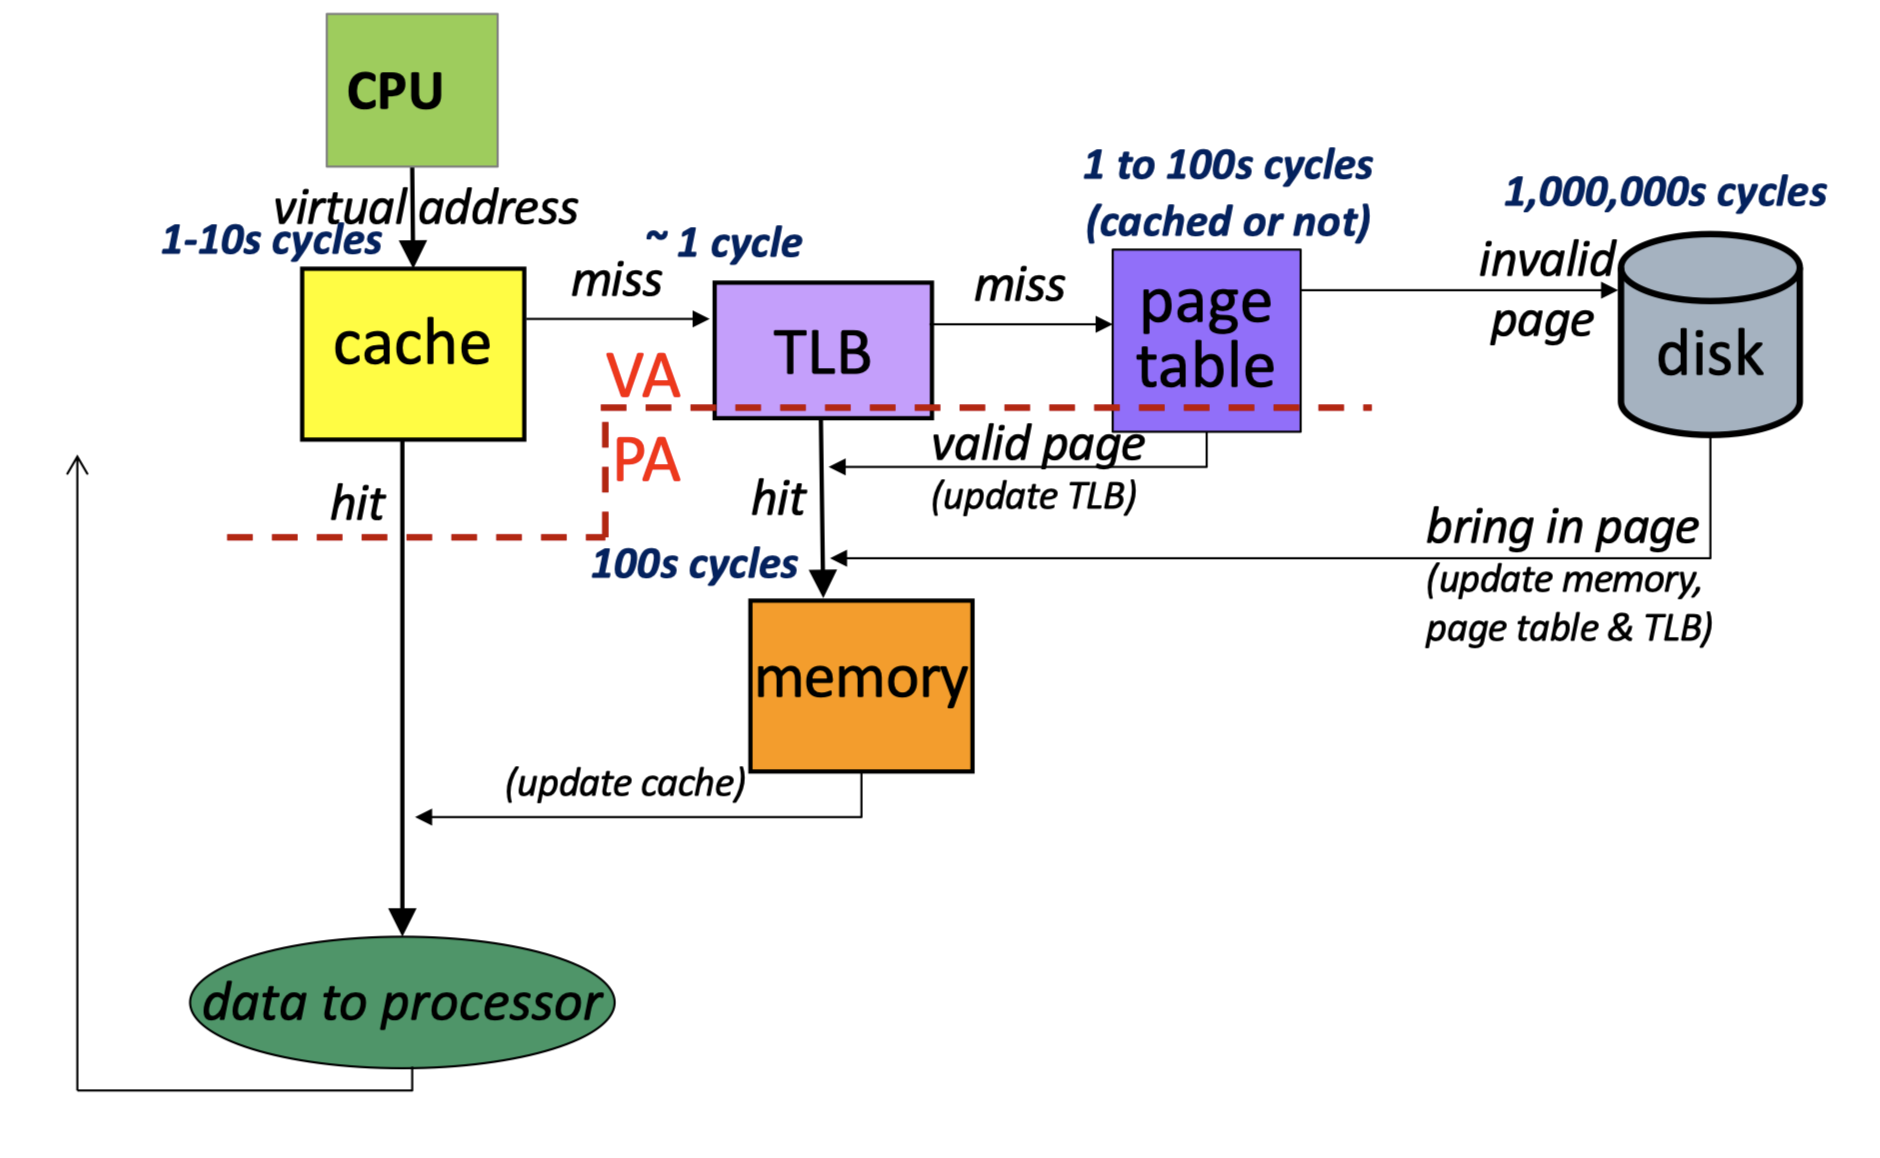 CPU
virtual address
1-10s cycles
cache
miss
~ 1 cycle
TLB
miss
1 to 100s cycles
(cached or not)
page
table
1,000,000s cycles
invalid
page
disk
VA
PA
hit
hit
valid page
(update TLB)
100s cycles
bring in page
(update memory,
page table & TLB)
memory
(update cache)
data to processor